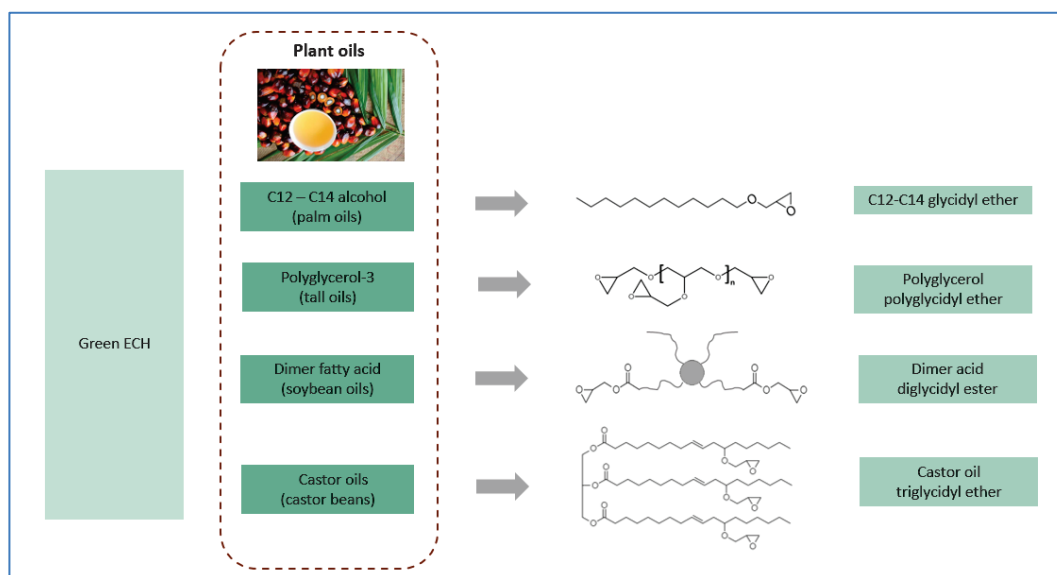 Plant oils
Green ECH
C12 – C14 alcohol
(palm oils)
O
O
C12-C14 glycidyl ether
Polyglycerol-3
(tall oils)
O
O
O
O
O
O
n
Polyglycerol
polyglycidyl ether
Dimer fatty acid
(soybean oils)
O
O
O
O
O
O
Dimer acid
diglycidyl ester
Castor oils
(castor beans)
O
O
O
O
O
O
O
O
O
O
O
O
Castor oil
triglycidyl ether